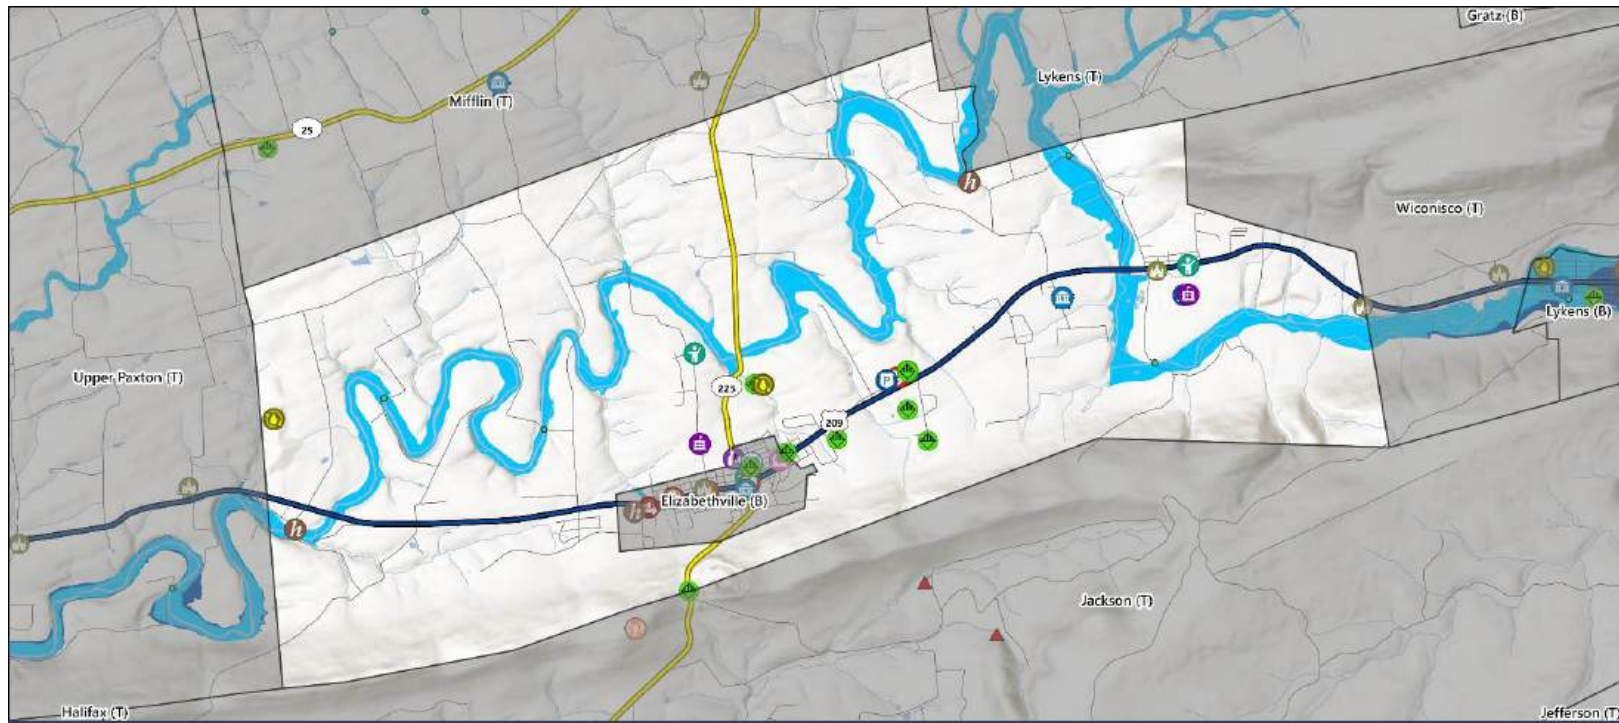 Gratz (B)
Lykens (T)
Mifflin (T)
25
Wiconisco (T)
Lykens (B)
Upper Paxton (T)
225
P
209
h
Elizabethville (B)
h
h
Jackson (T)
Halifax (T)
Jefferson (T)